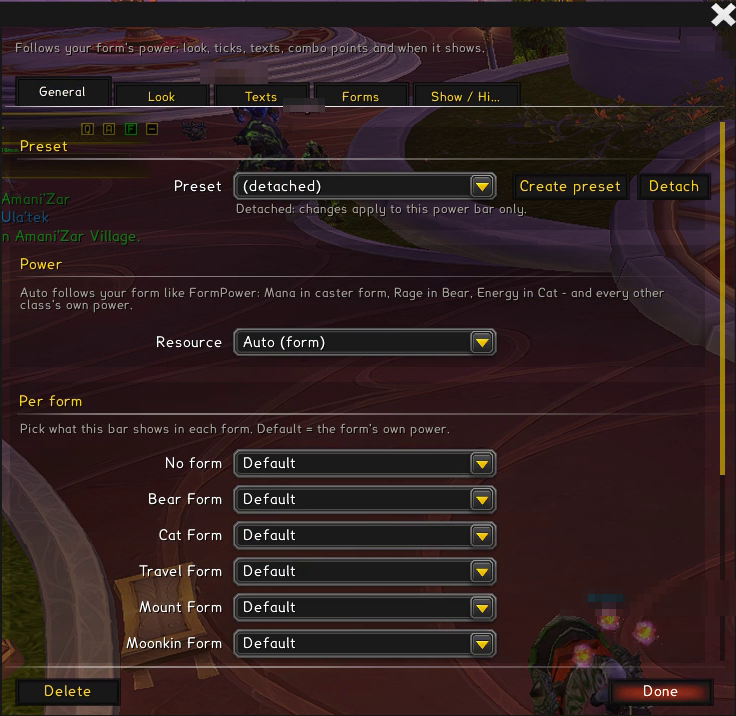 Follows your form's power: look, ticks, texts, combo points and when it shows.
General
Look
Texts
Forms
Show / Hi...
Q A F
Preset
Preset
(detached)
Create preset
Detach
Detached: changes apply to this power bar only.
Amani'Zar
Ula'tek
n Amani'Zar Village.
Power
Auto follows your form like FormPower: Mana in caster form, Rage in Bear, Energy in Cat - and every other
class's own power.
Resource
Auto (form)
Per form
Pick what this bar shows in each form. Default = the form's own power.
No form
Default
Bear Form
Default
Cat Form
Default
Travel Form
Default
Mount Form
Default
Moonkin Form
Default
Delete
Done